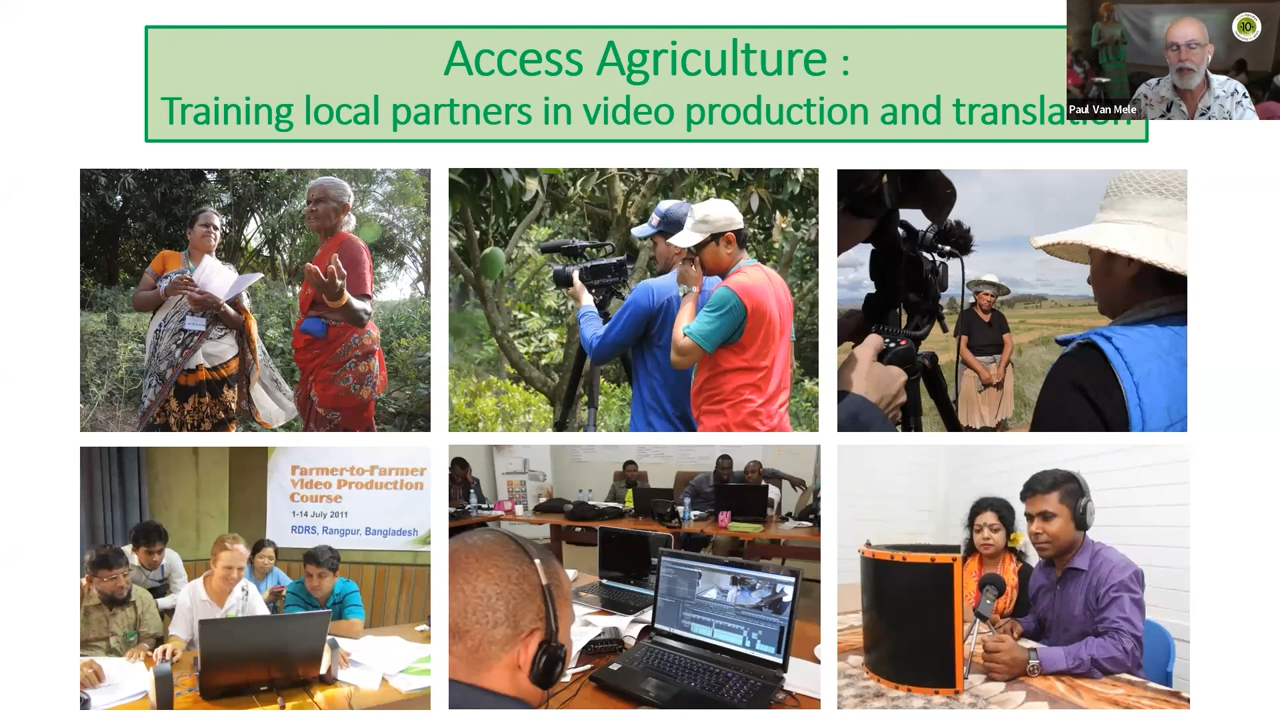 Access Agriculture :
Training local partners in video production and translation
Paul Van Mele
10
Farmer-to-Farmer
Video Production
Course
1-14 July 2011
RDRS, Rangpur, Bangladesh